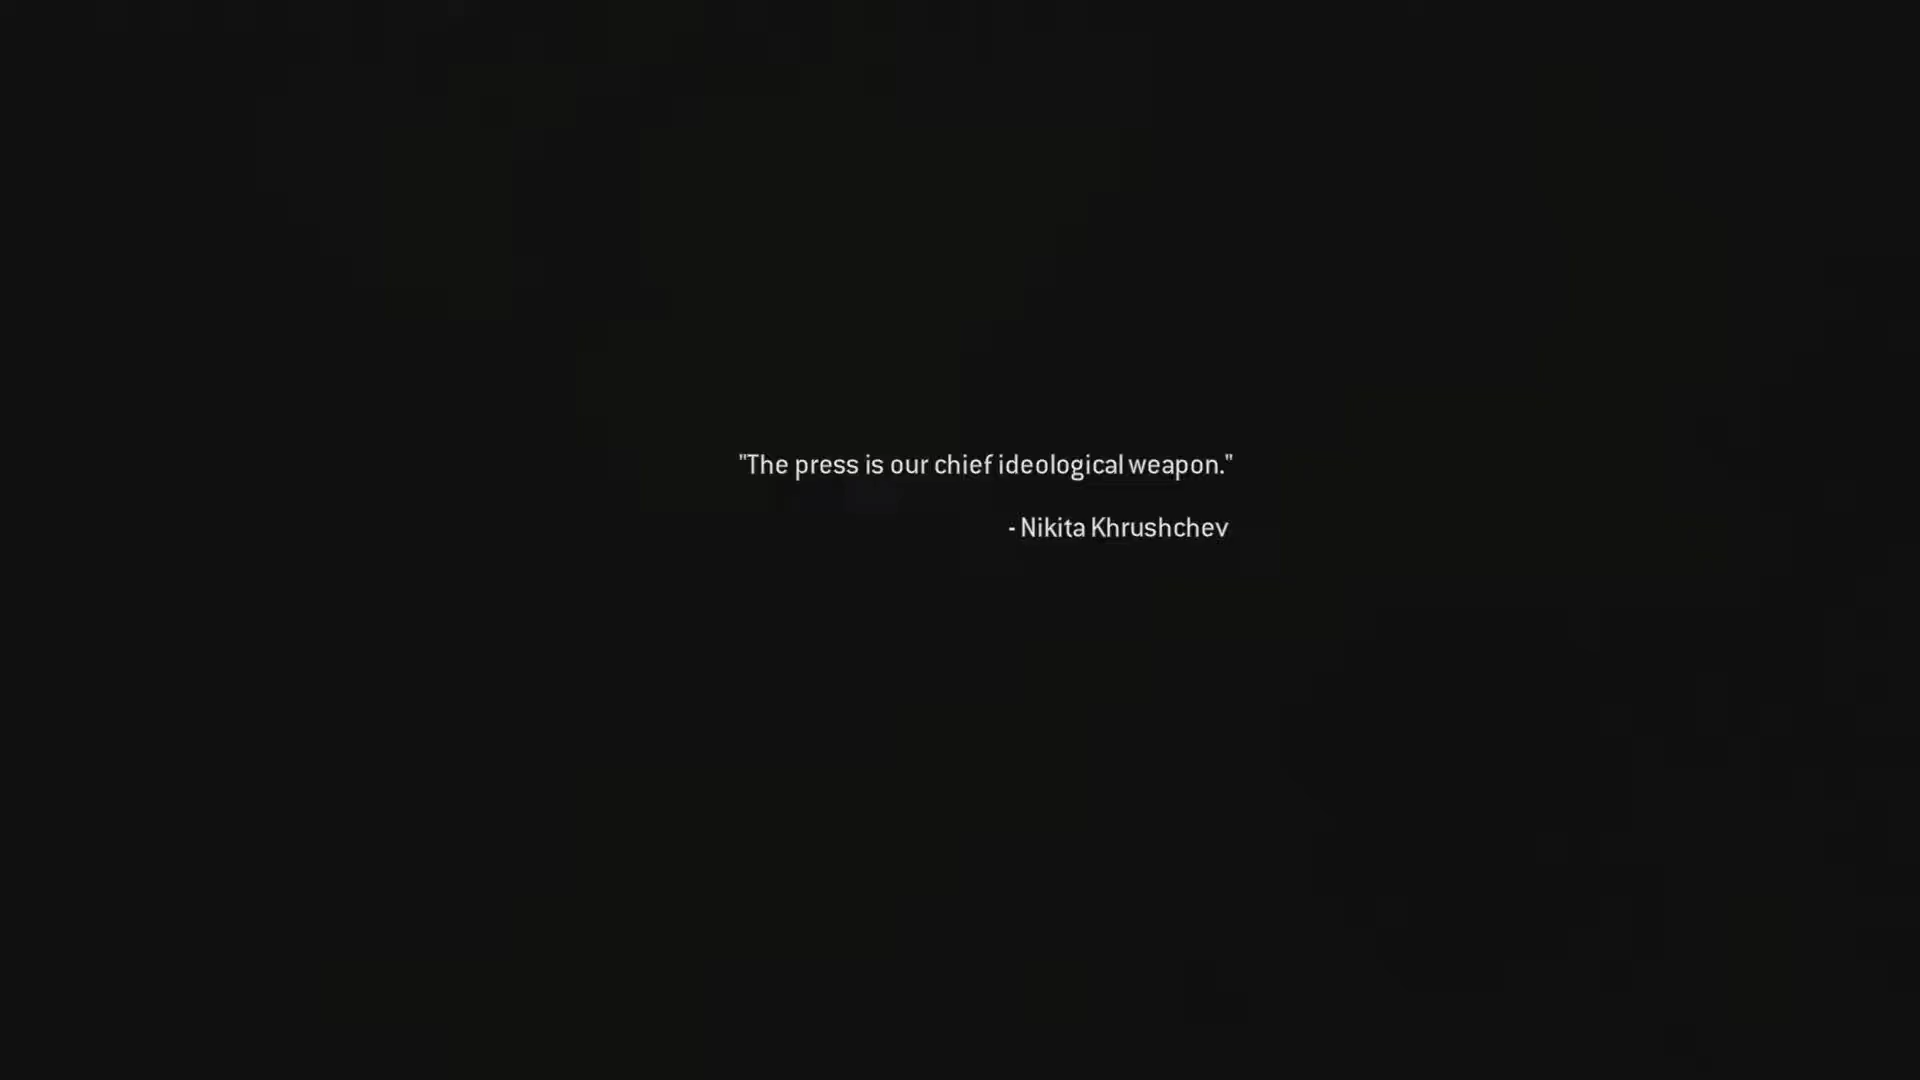 "The press is our chief ideological weapon."
- Nikita Khrushchev